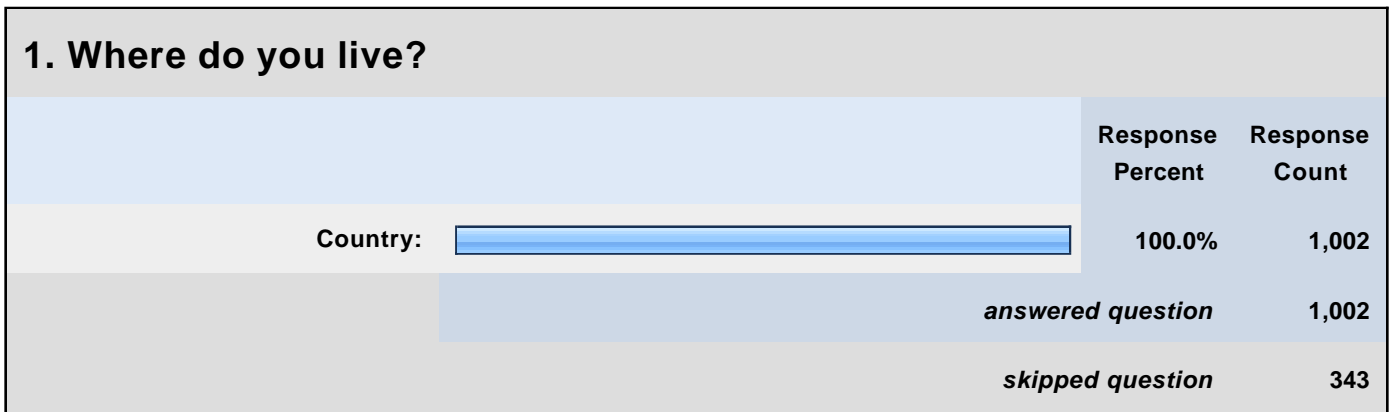 1. Where do you live?
Response Percent
Response Count
Country: 100.0% 1,002
answered question 1,002
skipped question 343